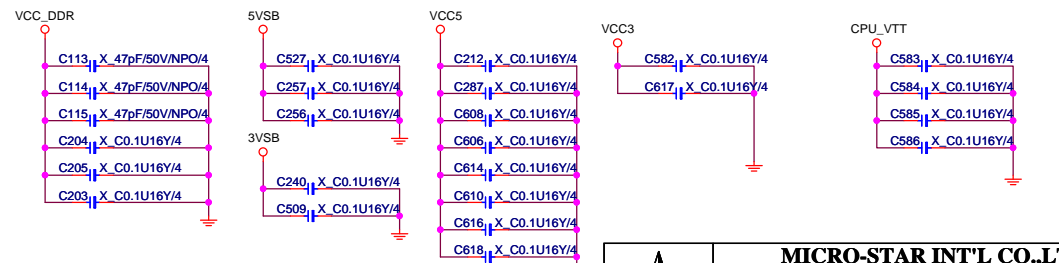 VCC_DDR
C113 X_47pF/50V/NPO/4
C114 X_47pF/50V/NPO/4
C115 X_47pF/50V/NPO/4
C204 X_C0.1U16Y/4
C205 X_C0.1U16Y/4
C203 X_C0.1U16Y/4
5VSB
C527 X_C0.1U16Y/4
C257 X_C0.1U16Y/4
C256 X_C0.1U16Y/4
3VSB
C240 X_C0.1U16Y/4
C509 X_C0.1U16Y/4
VCC5
C212 X_C0.1U16Y/4
C287 X_C0.1U16Y/4
C608 X_C0.1U16Y/4
C606 X_C0.1U16Y/4
C614 X_C0.1U16Y/4
C610 X_C0.1U16Y/4
C616 X_C0.1U16Y/4
C618 X_C0.1U16Y/4
VCC3
C582 X_C0.1U16Y/4
C617 X_C0.1U16Y/4
CPU_VTT
C583 X_C0.1U16Y/4
C584 X_C0.1U16Y/4
C585 X_C0.1U16Y/4
C586 X_C0.1U16Y/4
MICRO-STAR INT'L CO.,LT